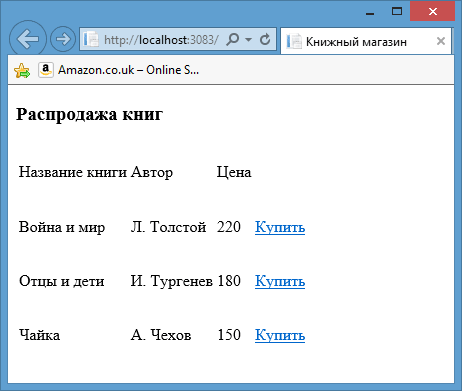 http://localhost:3083/
Книжный магазин
Amazon.co.uk – Online S...
Распродажа книг
Название книги Автор Цена
Война и мир Л. Толстой 220 Купить
Отцы и дети И. Тургенев 180 Купить
Чайка А. Чехов 150 Купить